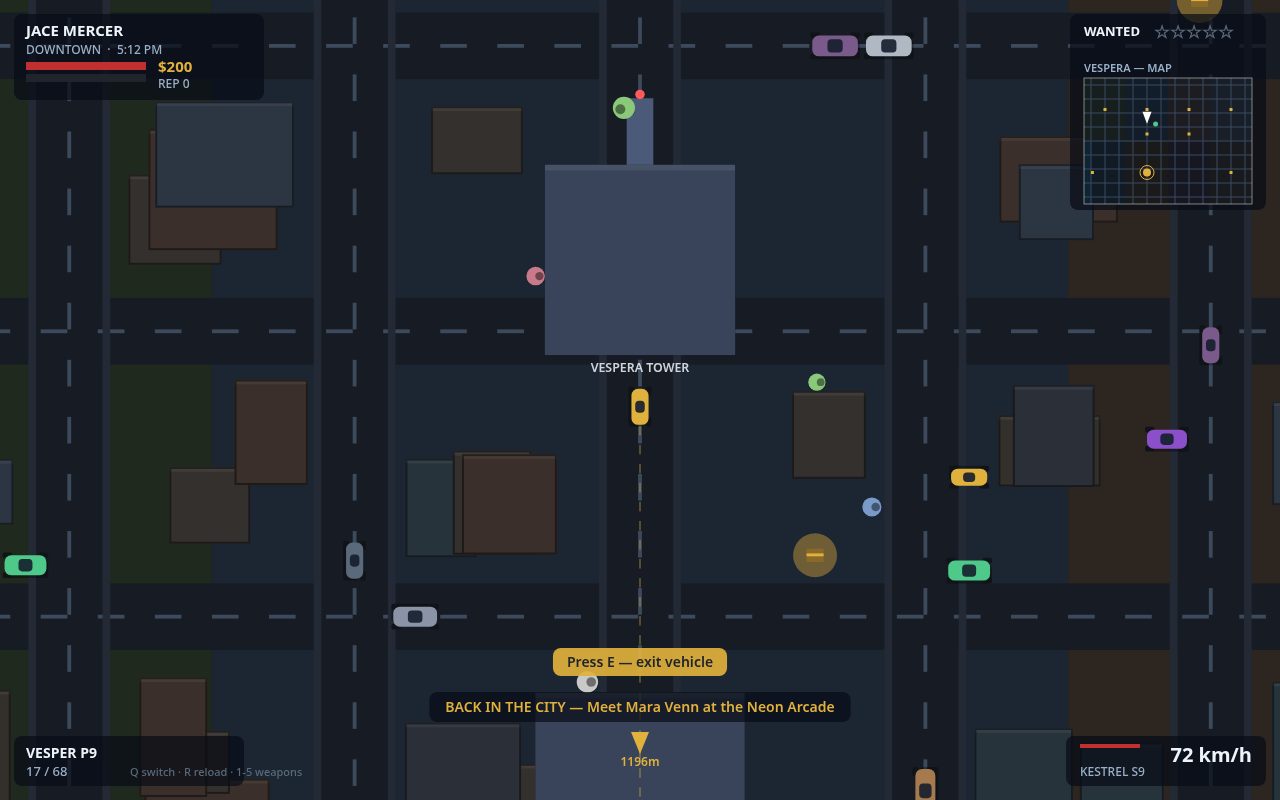 JACE MERCER
DOWNTOWN · 5:12 PM
$200
REP 0
WANTED ☆☆☆☆☆
VESPERA — MAP
VESPERA TOWER
Press E — exit vehicle
BACK IN THE CITY — Meet Mara Venn at the Neon Arcade
1196m
VESPER P9
17 / 68
Q switch · R reload · 1-5 weapons
72 km/h
KESTREL S9